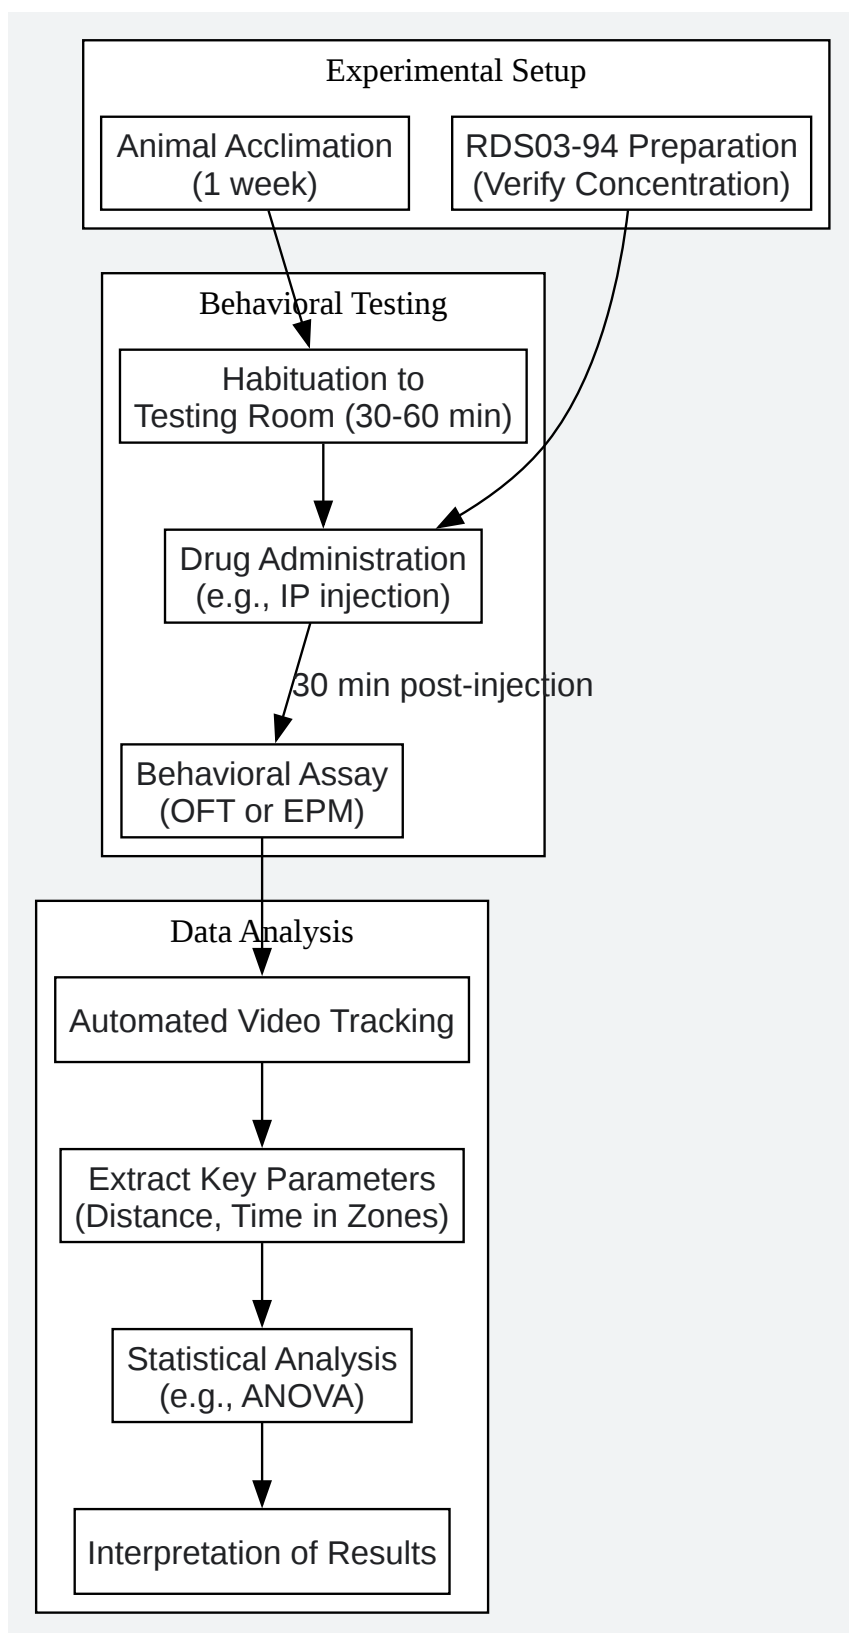 Experimental Setup
Animal Acclimation
(1 week)
RDS03-94 Preparation
(Verify Concentration)
Behavioral Testing
Habituation to
Testing Room (30-60 min)
Drug Administration
(e.g., IP injection)
30 min post-injection
Behavioral Assay
(OFT or EPM)
Data Analysis
Automated Video Tracking
Extract Key Parameters
(Distance, Time in Zones)
Statistical Analysis
(e.g., ANOVA)
Interpretation of Results